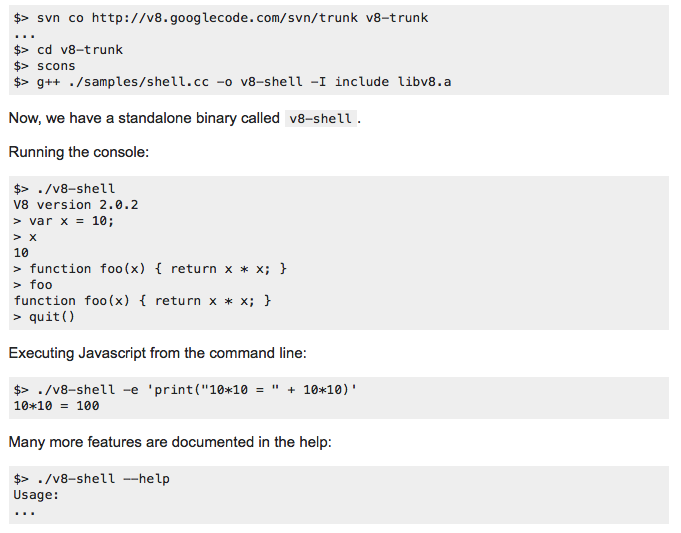 $> svn co http://v8.googlecode.com/svn/trunk v8-trunk
...
$> cd v8-trunk
$> scons
$> g++ ./samples/shell.cc -o v8-shell -I include libv8.a
Now, we have a standalone binary called v8-shell.
Running the console:
$> ./v8-shell
V8 version 2.0.2
> var x = 10;
> x
10
> function foo(x) { return x * x; }
> foo
function foo(x) { return x * x; }
> quit()
Executing Javascript from the command line:
$> ./v8-shell -e 'print("10*10 = " + 10*10)'
10*10 = 100
Many more features are documented in the help:
$> ./v8-shell --help
Usage:
...